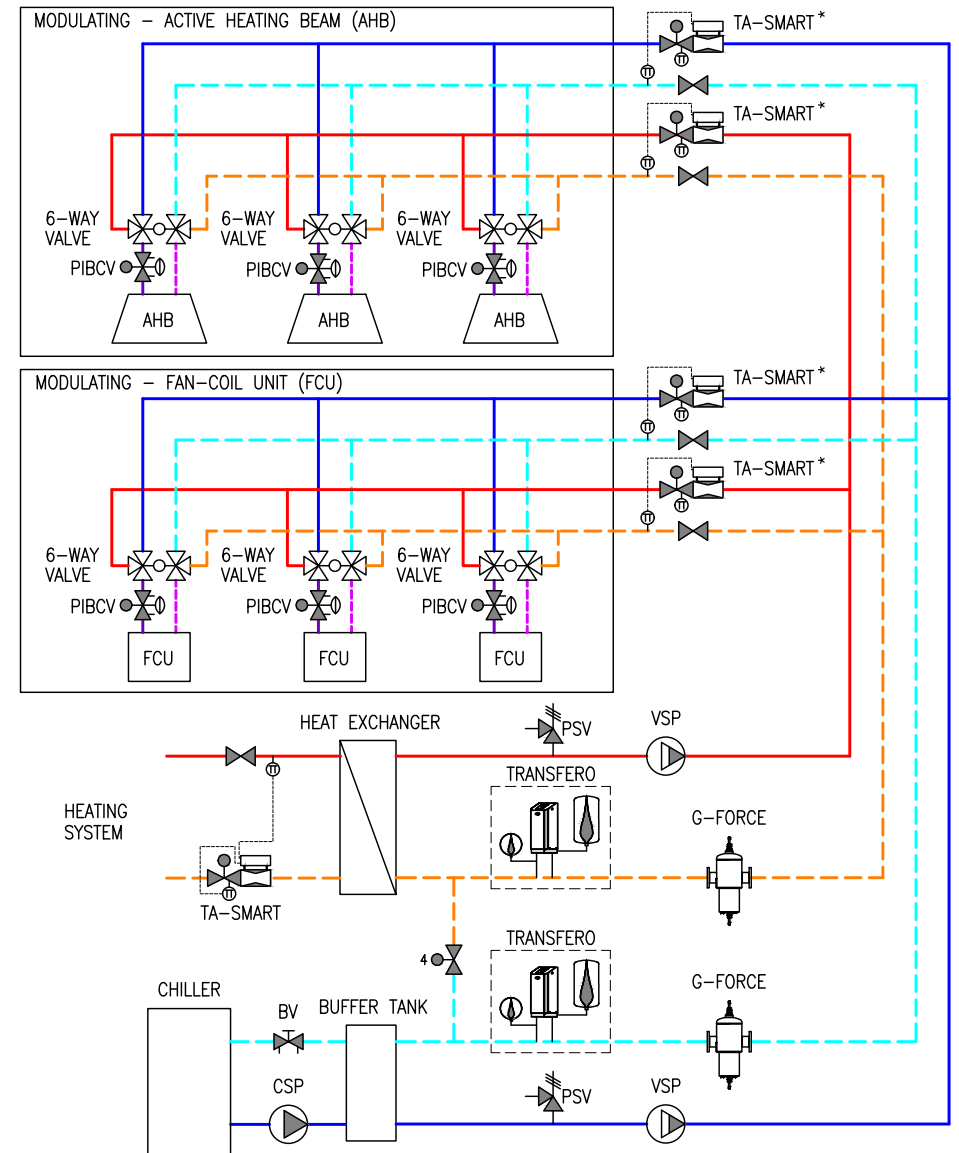 MODULATING - ACTIVE HEATING BEAM (AHB)
TA-SMART*
TA-SMART*
6-WAY
VALVE
6-WAY
VALVE
6-WAY
VALVE
PIBCV
PIBCV
PIBCV
AHB
AHB
AHB
MODULATING - FAN-COIL UNIT (FCU)
TA-SMART*
TA-SMART*
6-WAY
VALVE
6-WAY
VALVE
6-WAY
VALVE
PIBCV
PIBCV
PIBCV
FCU
FCU
FCU
HEAT EXCHANGER
PSV
VSP
TRANSFERO
HEATING
SYSTEM
G-FORCE
TA-SMART
TRANSFERO
4
G-FORCE
CHILLER
BV
BUFFER TANK
CSP
PSV
VSP